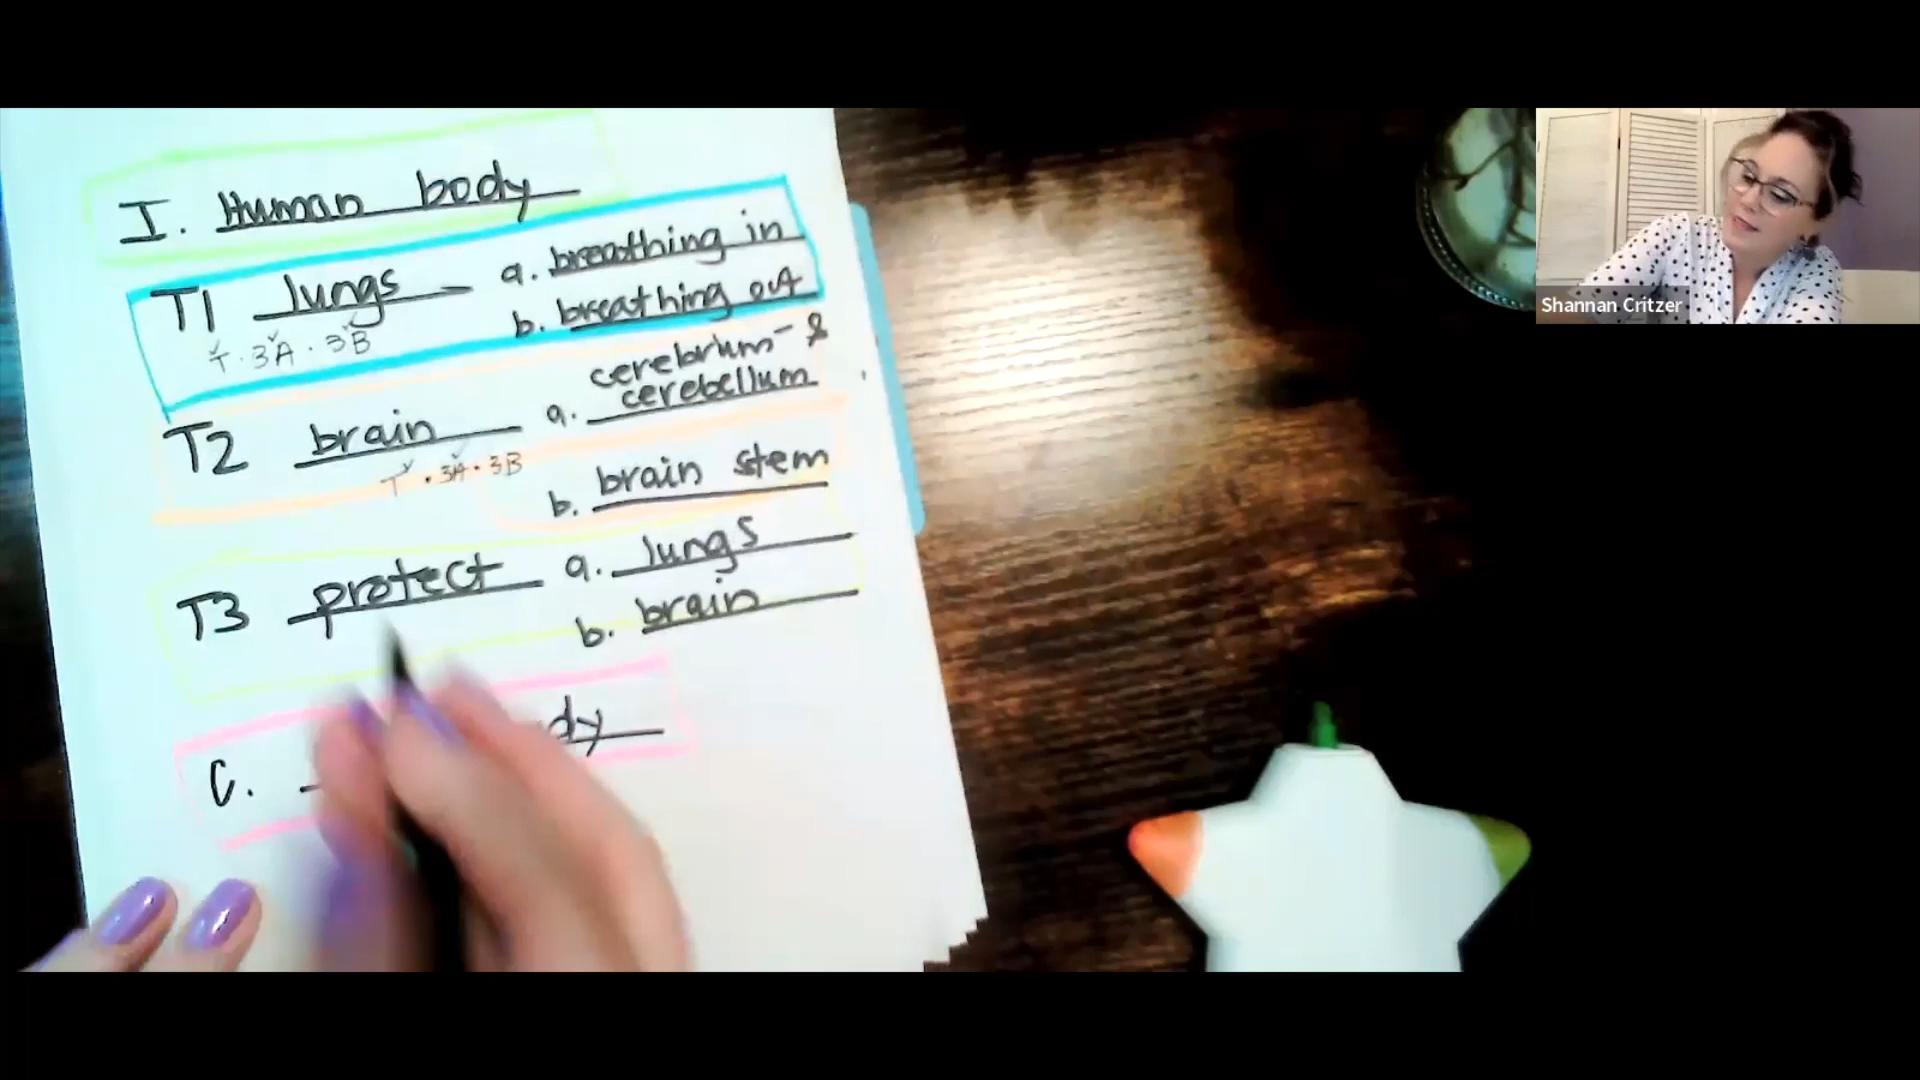 I. Human body
T1 lungs a. breathing in
b. breathing out
T · 3A · 3B
cerebrum &
cerebellum
T2 brain a.
T · 3A · 3B
b. brain stem
T3 protect a. lungs
b. brain
C. dy
Shannan Critzer